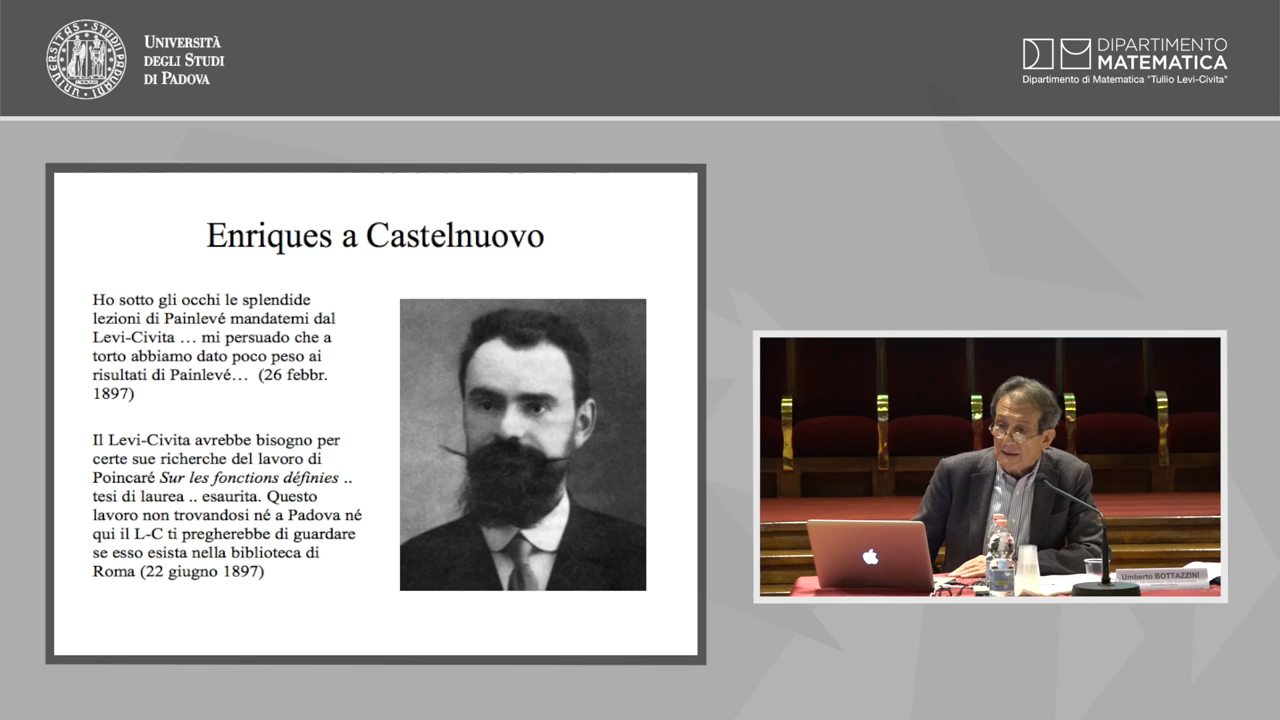 UNIVERSITÀ
DEGLI STUDI
DI PADOVA
DIPARTIMENTO
MATEMATICA
Dipartimento di Matematica "Tullio Levi-Civita"
Enriques a Castelnuovo
Ho sotto gli occhi le splendide
lezioni di Painlevé mandatemi dal
Levi-Civita … mi persuado che a
torto abbiamo dato poco peso ai
risultati di Painlevé… (26 febbr.
1897)
Il Levi-Civita avrebbe bisogno per
certe sue ricerche del lavoro di
Poincaré Sur les fonctions définies ..
tesi di laurea .. esaurita. Questo
lavoro non trovandosi né a Padova né
qui il L-C ti pregherebbe di guardare
se esso esista nella biblioteca di
Roma (22 giugno 1897)
Umberto BOTTAZZINI